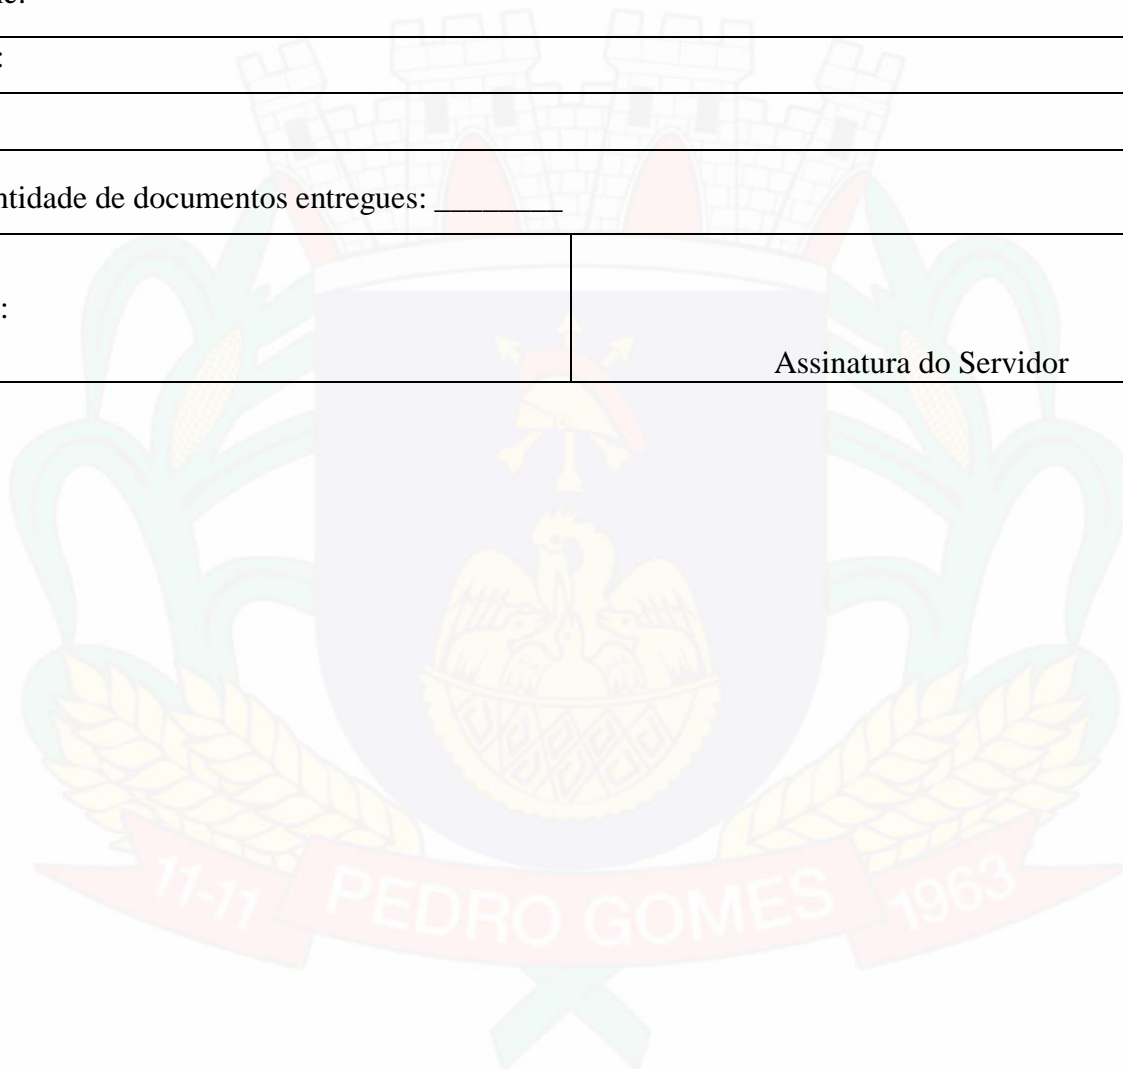 :
ntidade de documentos entregues: ________
:
Assinatura do Servidor
11-11 PEDRO GOMES 1963